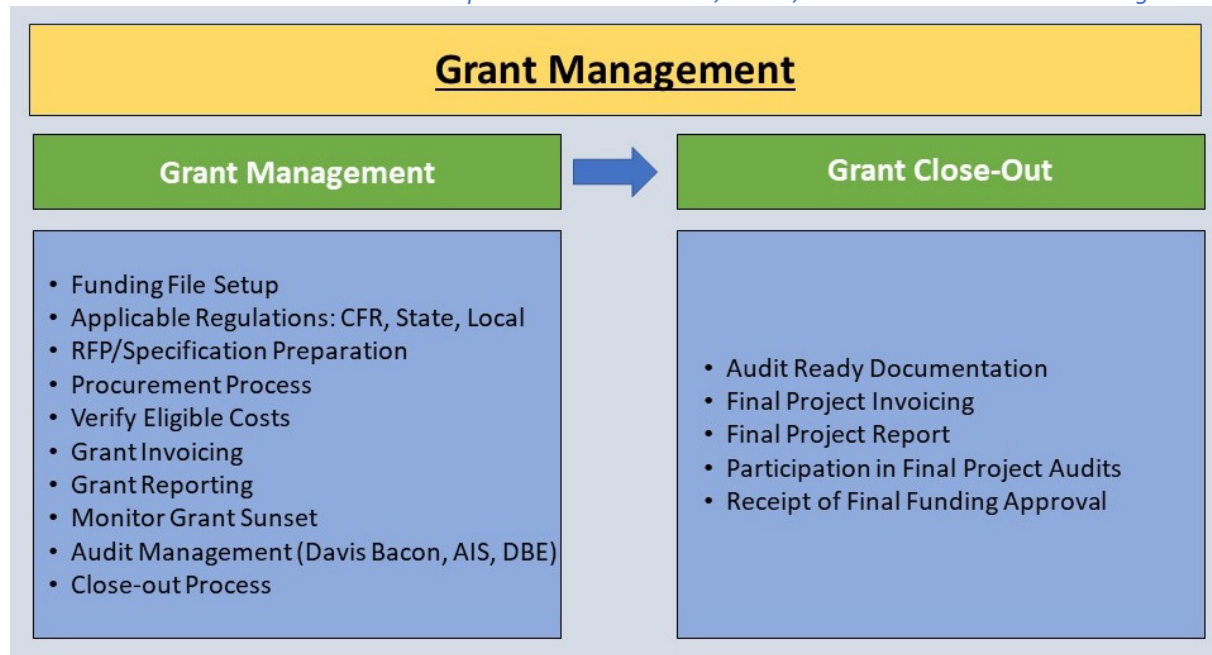 Grant Management
Grant Management
Grant Close-Out
• Funding File Setup
• Applicable Regulations: CFR, State, Local
• RFP/Specification Preparation
• Procurement Process
• Verify Eligible Costs
• Grant Invoicing
• Grant Reporting
• Monitor Grant Sunset
• Audit Management (Davis Bacon, AIS, DBE)
• Close-out Process
• Audit Ready Documentation
• Final Project Invoicing
• Final Project Report
• Participation in Final Project Audits
• Receipt of Final Funding Approval